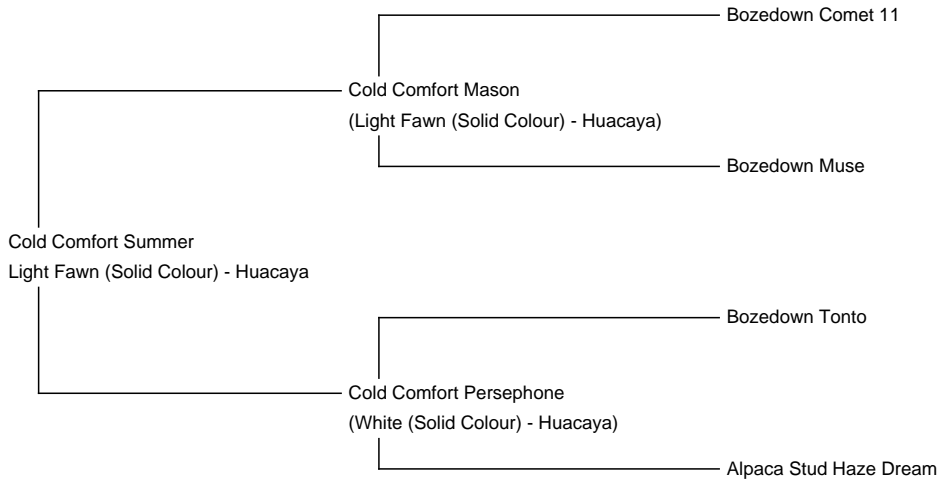 Bozedown Comet 11
Cold Comfort Mason
(Light Fawn (Solid Colour) - Huacaya)
Bozedown Muse
Cold Comfort Summer
Light Fawn (Solid Colour) - Huacaya
Bozedown Tonto
Cold Comfort Persephone
(White (Solid Colour) - Huacaya)
Alpaca Stud Haze Dream